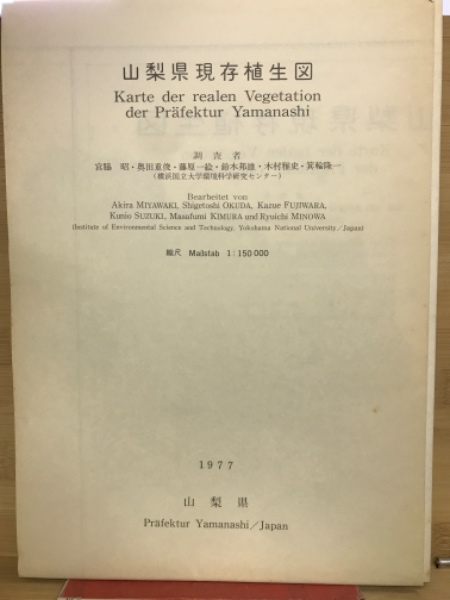 山梨県現存植生図
Karte der realen Vegetation
der Präfektur Yamanashi
調査者
宮脇 昭・奥田重俊・藤原一絵・鈴木邦雄・木村雅史・箕輪隆一
(横浜国立大学環境科学研究センター)
Bearbeitet von
Akira MIYAWAKI, Shigetoshi OKUDA, Kazue FUJIWARA,
Kunio SUZUKI, Masafumi KIMURA und Ryuichi MINOWA
(Institute of Environmental Science and Technology, Yokohama National University/Japan)
縮尺 Maßstab 1:150000
1977
山梨県
Präfektur Yamanashi/Japan